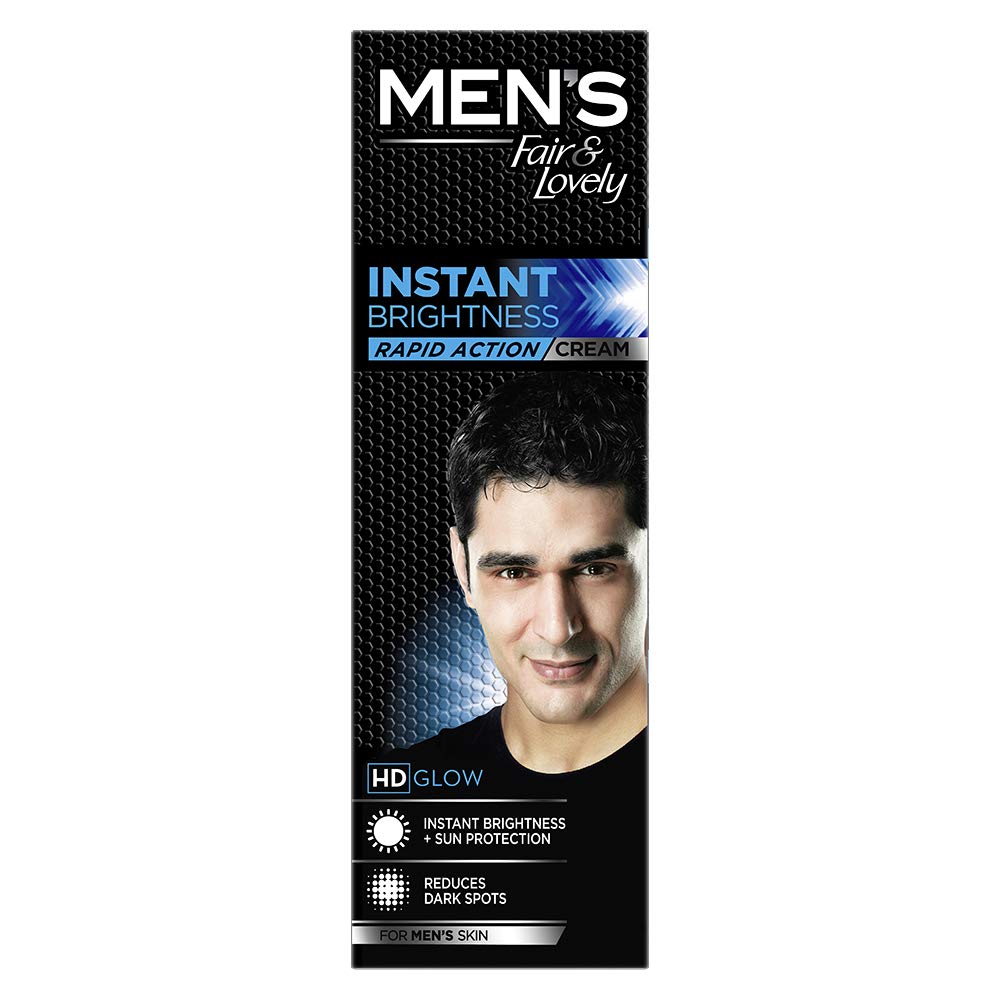 MEN'S
Fair &
Lovely
INSTANT
BRIGHTNESS
RAPID ACTION / CREAM
HD GLOW
INSTANT BRIGHTNESS
+ SUN PROTECTION
REDUCES
DARK SPOTS
FOR MEN'S SKIN